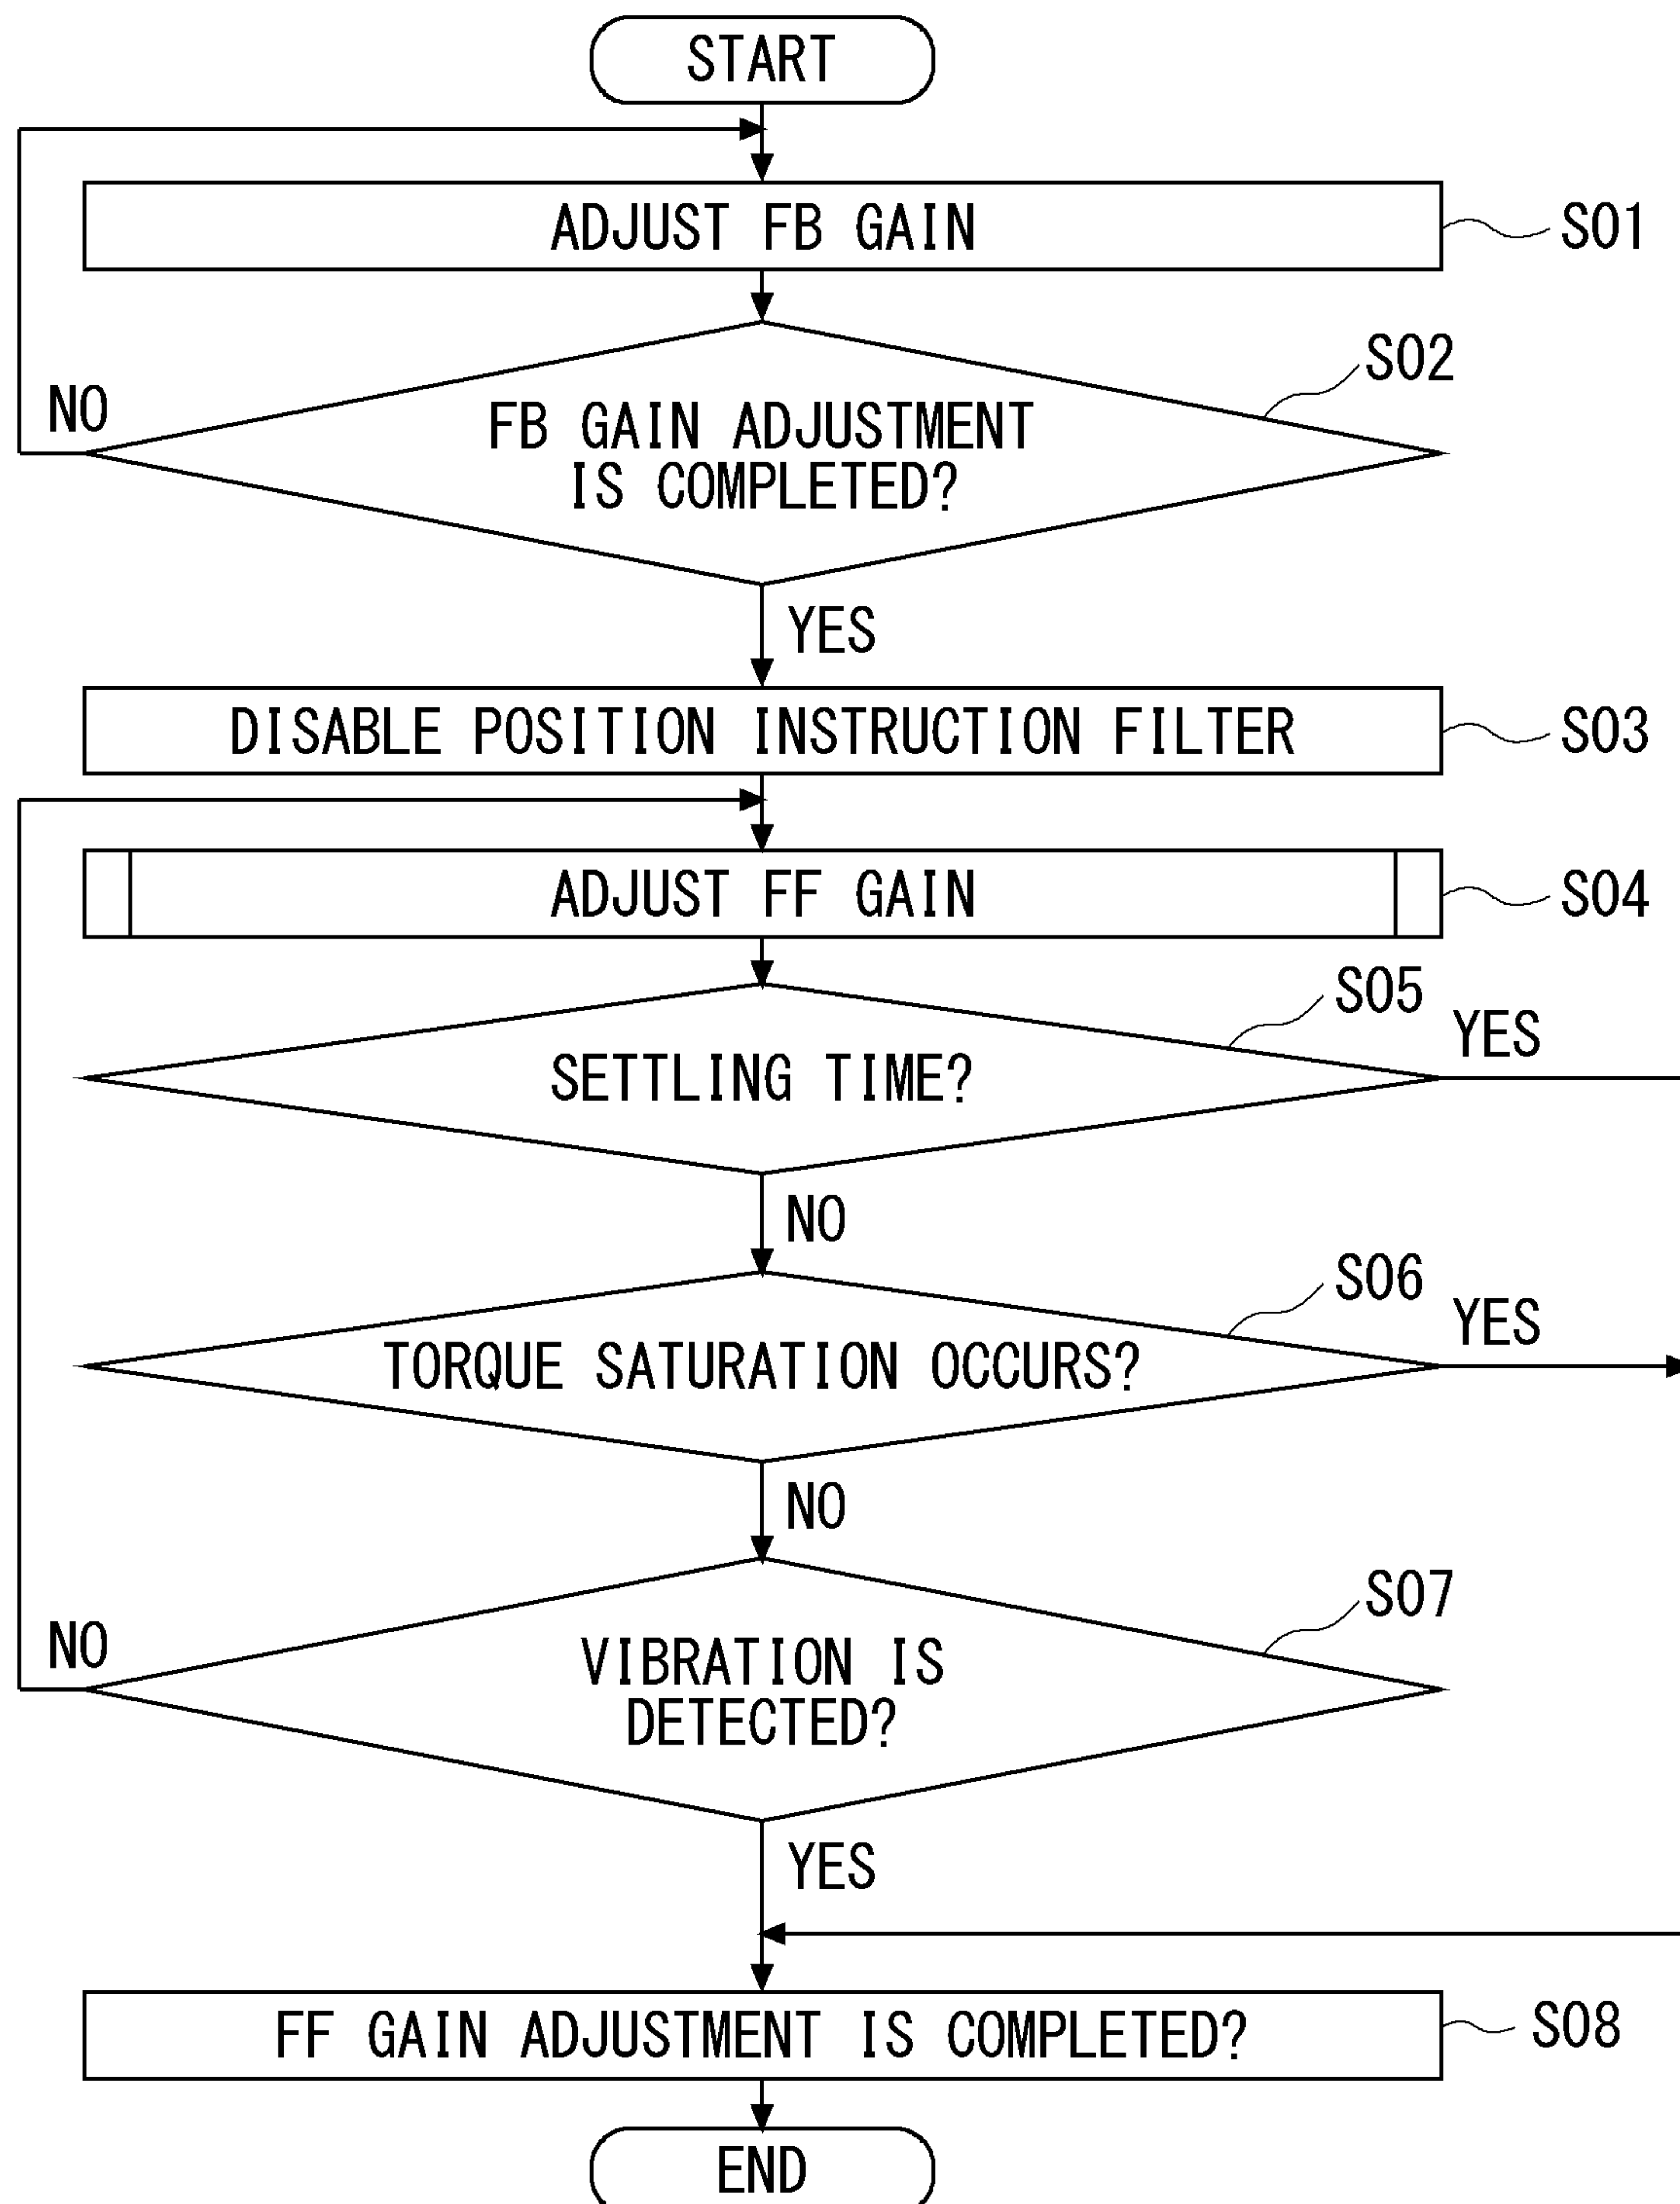 START
ADJUST FB GAIN
S01
S02
NO
FB GAIN ADJUSTMENT
IS COMPLETED?
YES
DISABLE POSITION INSTRUCTION FILTER
S03
ADJUST FF GAIN
S04
S05
YES
SETTLING TIME?
NO
S06
YES
TORQUE SATURATION OCCURS?
NO
S07
NO
VIBRATION IS
DETECTED?
YES
FF GAIN ADJUSTMENT IS COMPLETED?
S08
END